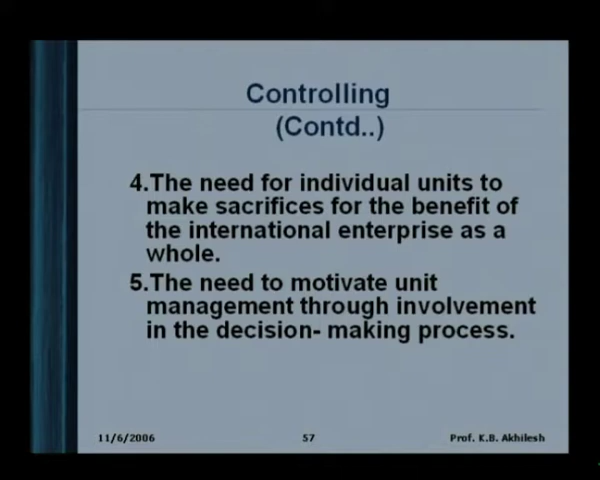 Controlling
(Contd..)
4.The need for individual units to
make sacrifices for the benefit of
the international enterprise as a
whole.
5.The need to motivate unit
management through involvement
in the decision- making process.
11/6/2006 57 Prof. K.B. Akhilesh